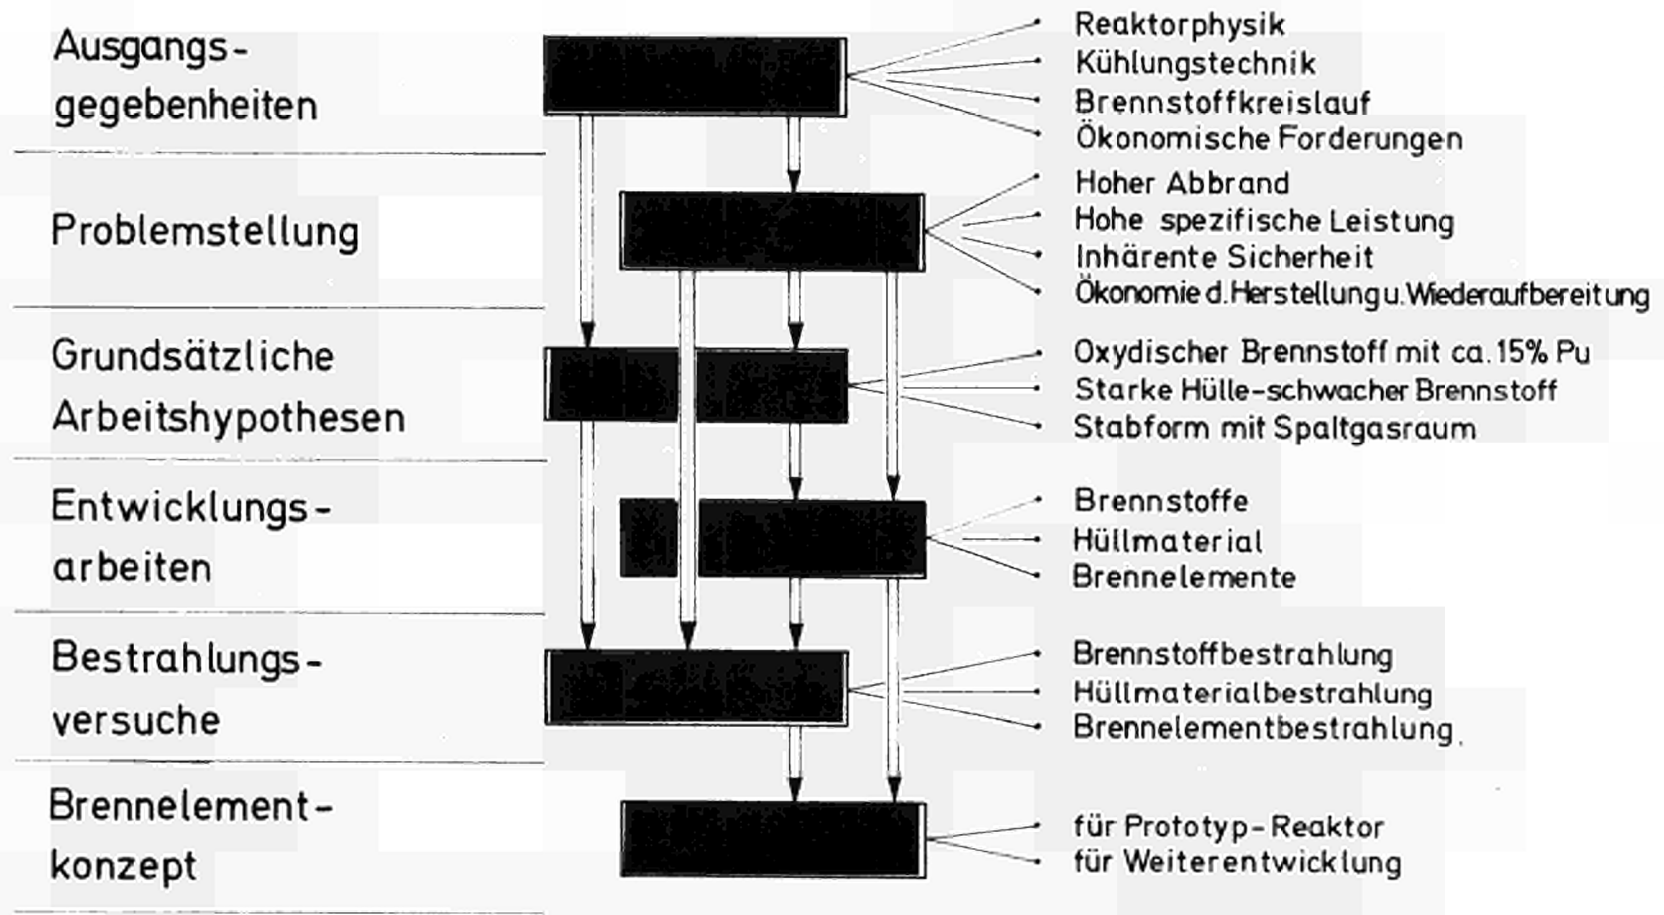 Ausgangs-
gegebenheiten
Reaktorphysik
Kühlungstechnik
Brennstoffkreislauf
Ökonomische Forderungen
Problemstellung
Hoher Abbrand
Hohe spezifische Leistung
Inhärente Sicherheit
Ökonomie d. Herstellung u. Wiederaufbereitung
Grundsätzliche
Arbeitshypothesen
Oxydischer Brennstoff mit ca. 15% Pu
Starke Hülle-schwacher Brennstoff
Stabform mit Spaltgasraum
Entwicklungs-
arbeiten
Brennstoffe
Hüllmaterial
Brennelemente
Bestrahlungs-
versuche
Brennstoffbestrahlung
Hüllmaterialbestrahlung
Brennelementbestrahlung
Brennelement-
konzept
für Prototyp-Reaktor
für Weiterentwicklung